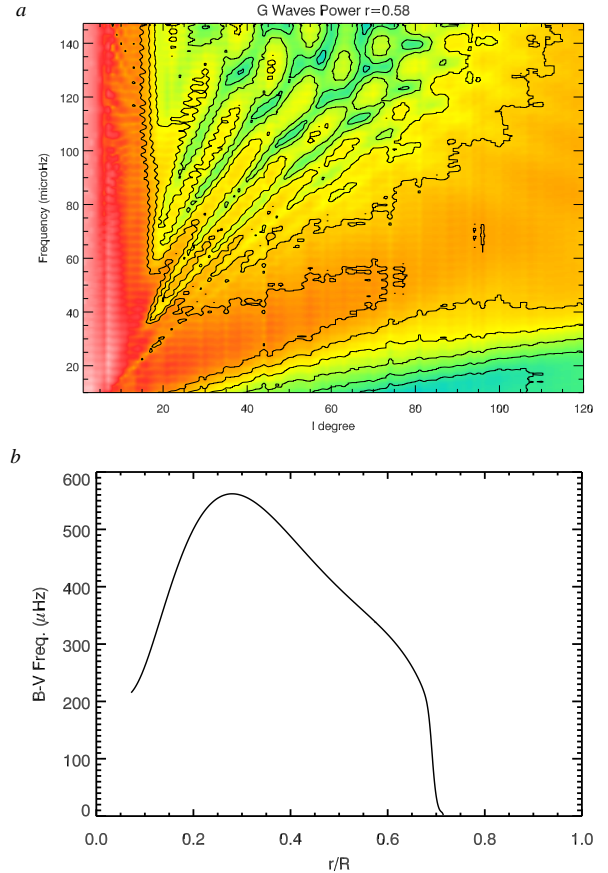 a
G Waves Power r=0.58
140
120
100
80
60
40
20
Frequency (microHz)
20 40 60 80 100 120
l degree
b
600
500
400
300
200
100
0
B-V Freq. (μHz)
0.0 0.2 0.4 0.6 0.8 1.0
r/R